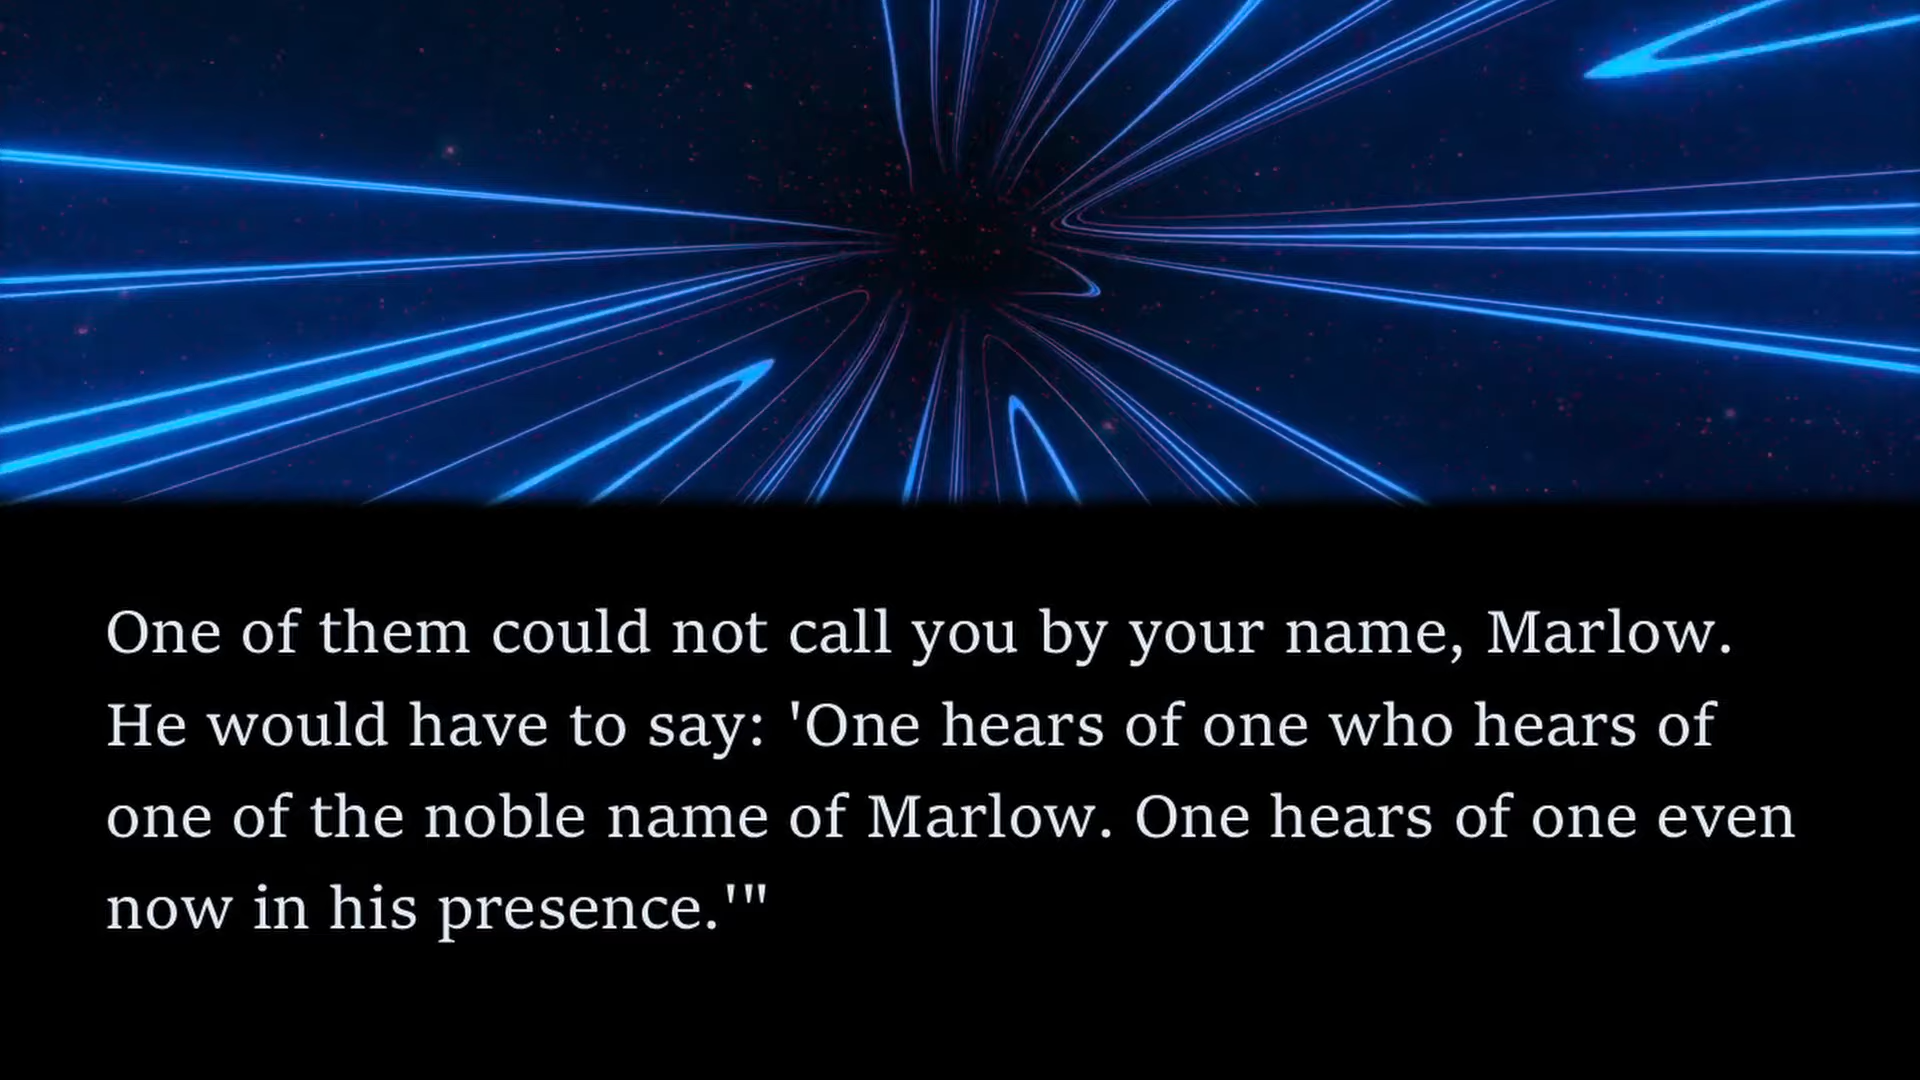 One of them could not call you by your name, Marlow.
He would have to say: 'One hears of one who hears of
one of the noble name of Marlow. One hears of one even
now in his presence.'"